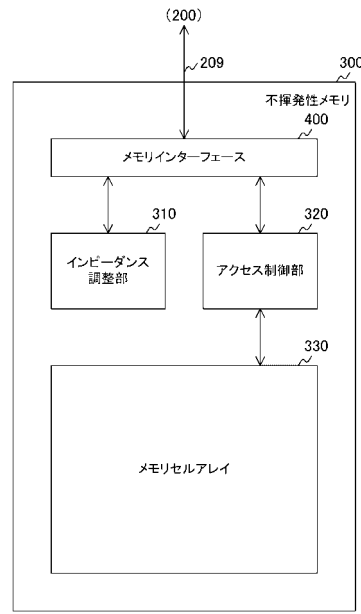 (200)
209
300
不揮発性メモリ
400
メモリインターフェース
310
320
インピーダンス
調整部
アクセス制御部
330
メモリセルアレイ